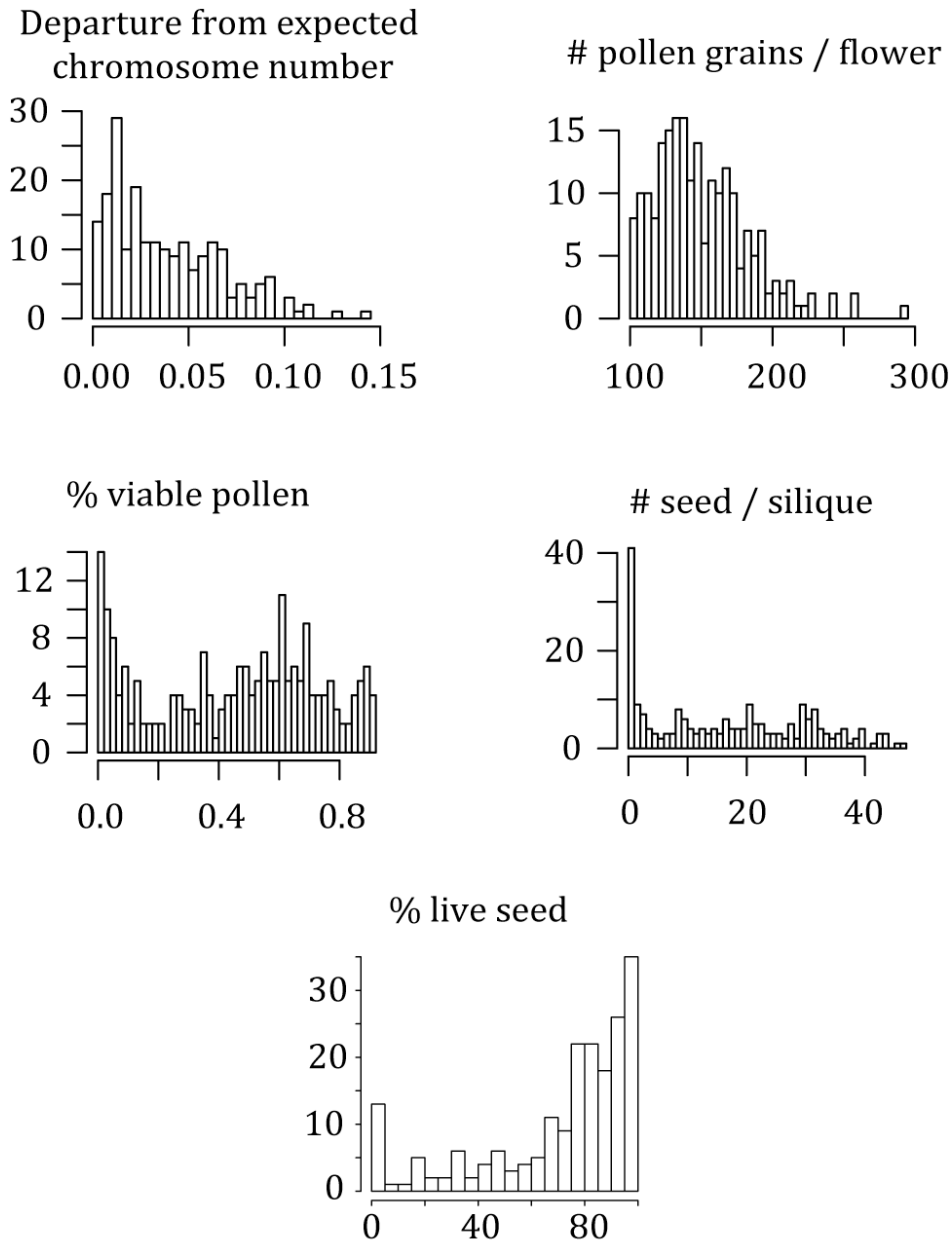 Departure from expected
chromosome number
30
20
10
0
0.00 0.05 0.10 0.15
# pollen grains / flower
15
10
5
0
100 200 300
% viable pollen
12
8
4
0
0.0 0.4 0.8
# seed / silique
40
20
0
0 20 40
% live seed
30
20
10
0
0 40 80